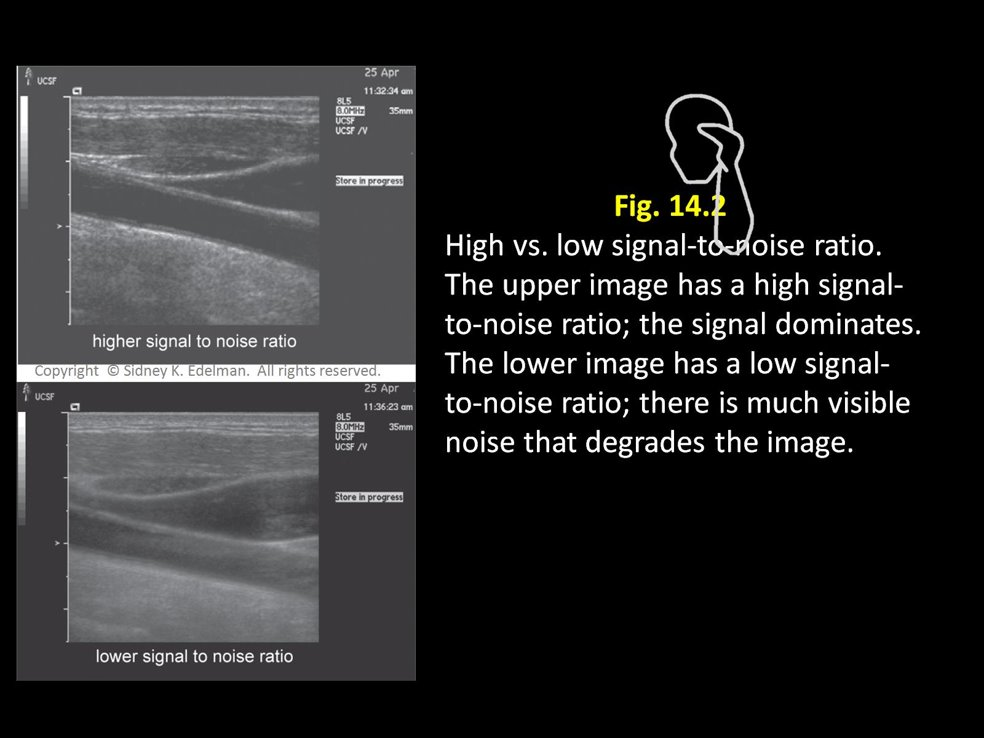 25 Apr
UCSF
11:32:34 am
8L5
8.0MHz 35mm
UCSF
UCSF /V
Store in progress
higher signal to noise ratio
Copyright © Sidney K. Edelman. All rights reserved.
25 Apr
UCSF
11:36:23 am
8L5
8.0MHz 35mm
UCSF
UCSF /V
Store in progress
lower signal to noise ratio
Fig. 14.2
High vs. low signal-to-noise ratio.
The upper image has a high signal-
to-noise ratio; the signal dominates.
The lower image has a low signal-
to-noise ratio; there is much visible
noise that degrades the image.